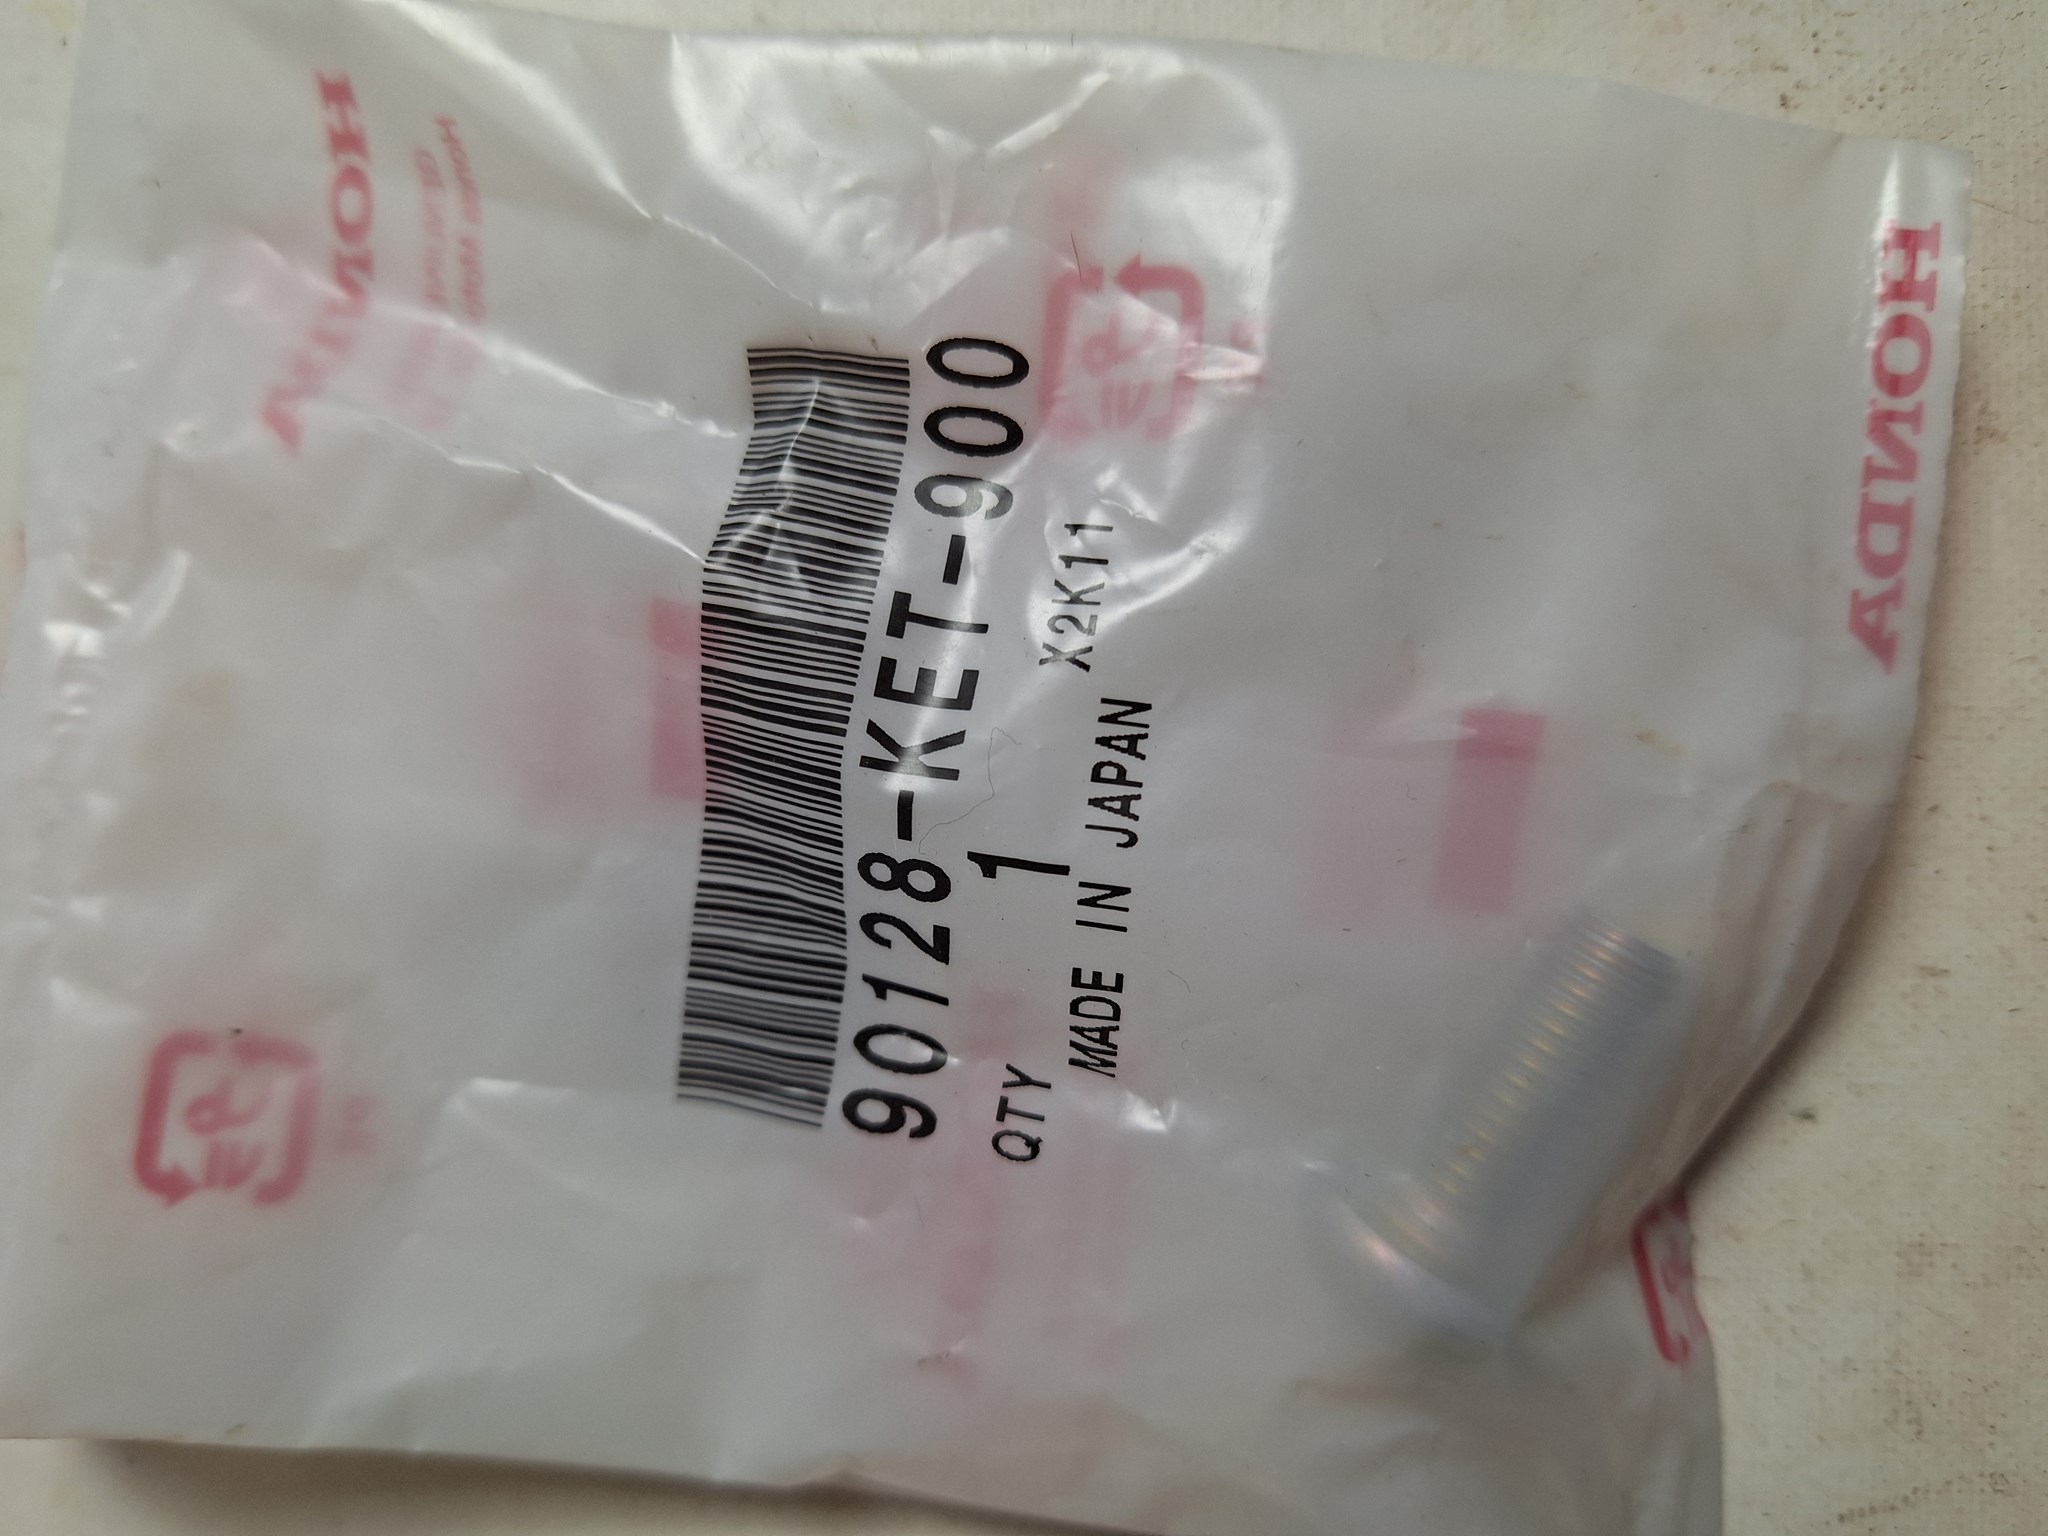 HONDA
90128-KET-900
QTY 1
MADE IN JAPAN X2K11
HONDA